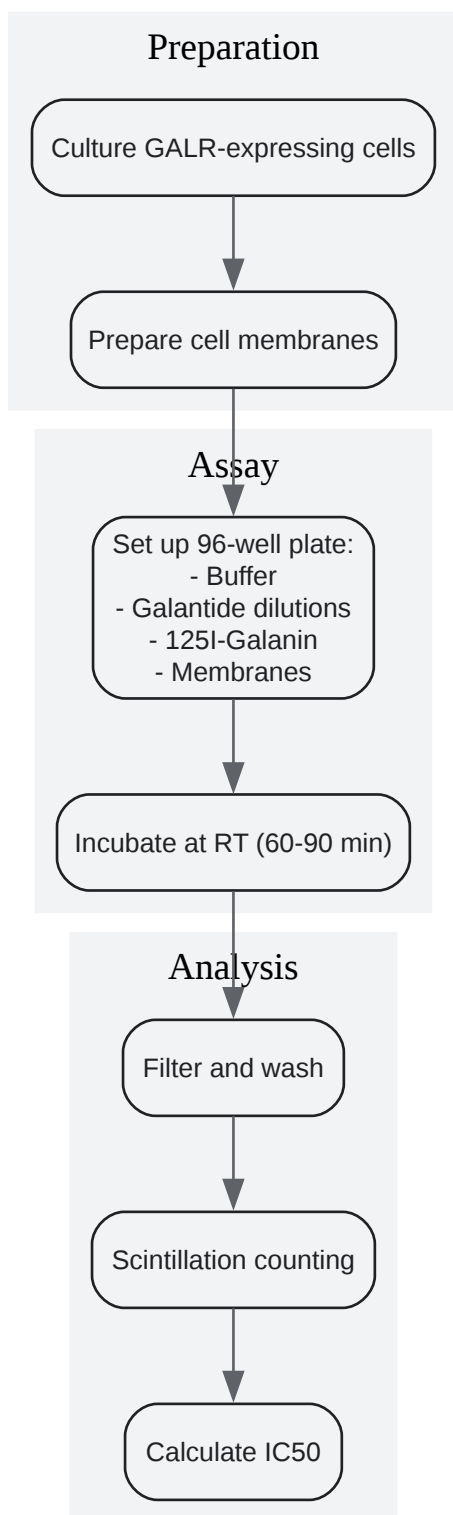 Preparation
Culture GALR-expressing cells
Prepare cell membranes
Assay
Set up 96-well plate:
- Buffer
- Galantide dilutions
- 125I-Galanin
- Membranes
Incubate at RT (60-90 min)
Analysis
Filter and wash
Scintillation counting
Calculate IC50